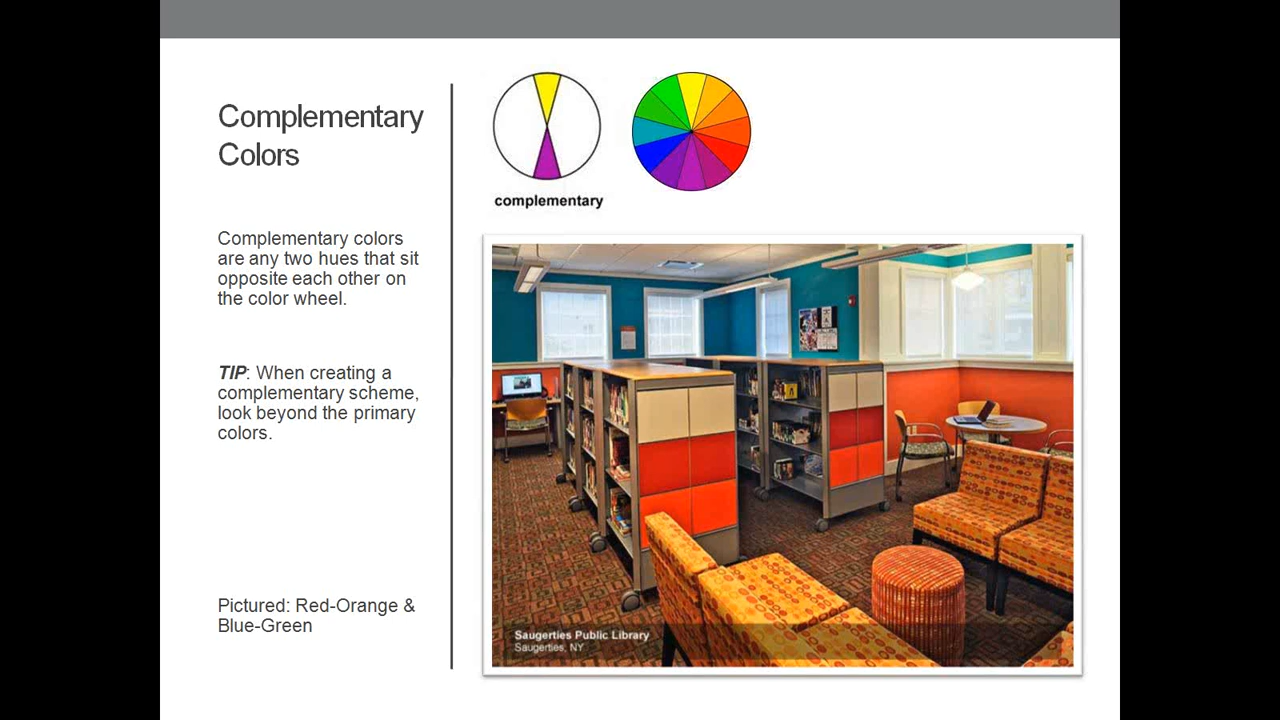 Complementary
Colors
complementary
Complementary colors
are any two hues that sit
opposite each other on
the color wheel.
TIP: When creating a
complementary scheme,
look beyond the primary
colors.
Pictured: Red-Orange &
Blue-Green
Saugerties Public Library
Saugerties, NY